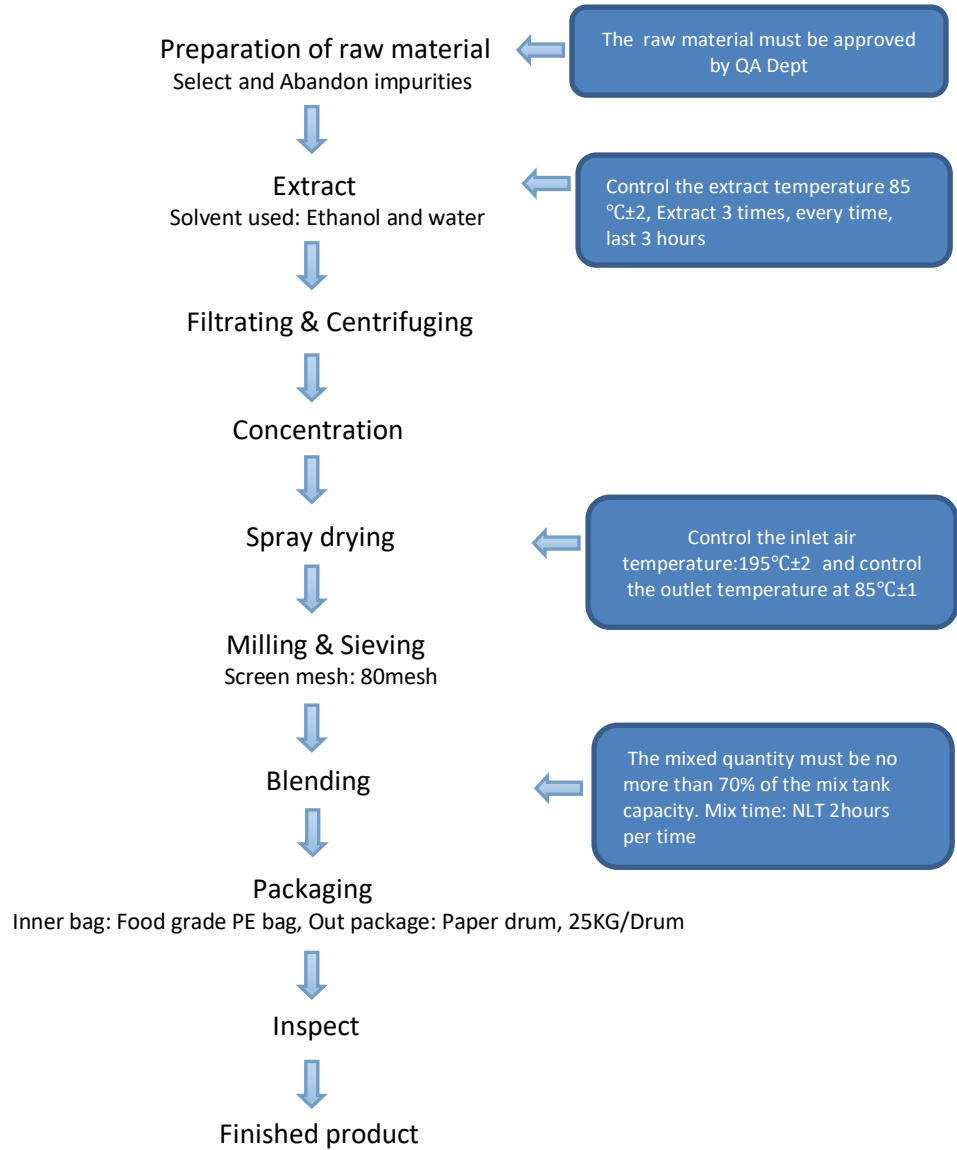 Preparation of raw material
Select and Abandon impurities
The raw material must be approved
by QA Dept
Extract
Solvent used: Ethanol and water
Control the extract temperature 85
℃±2, Extract 3 times, every time,
last 3 hours
Filtrating & Centrifuging
Concentration
Spray drying
Control the inlet air
temperature:195℃±2 and control
the outlet temperature at 85℃±1
Milling & Sieving
Screen mesh: 80mesh
Blending
The mixed quantity must be no
more than 70% of the mix tank
capacity. Mix time: NLT 2hours
per time
Packaging
Inner bag: Food grade PE bag, Out package: Paper drum, 25KG/Drum
Inspect
Finished product